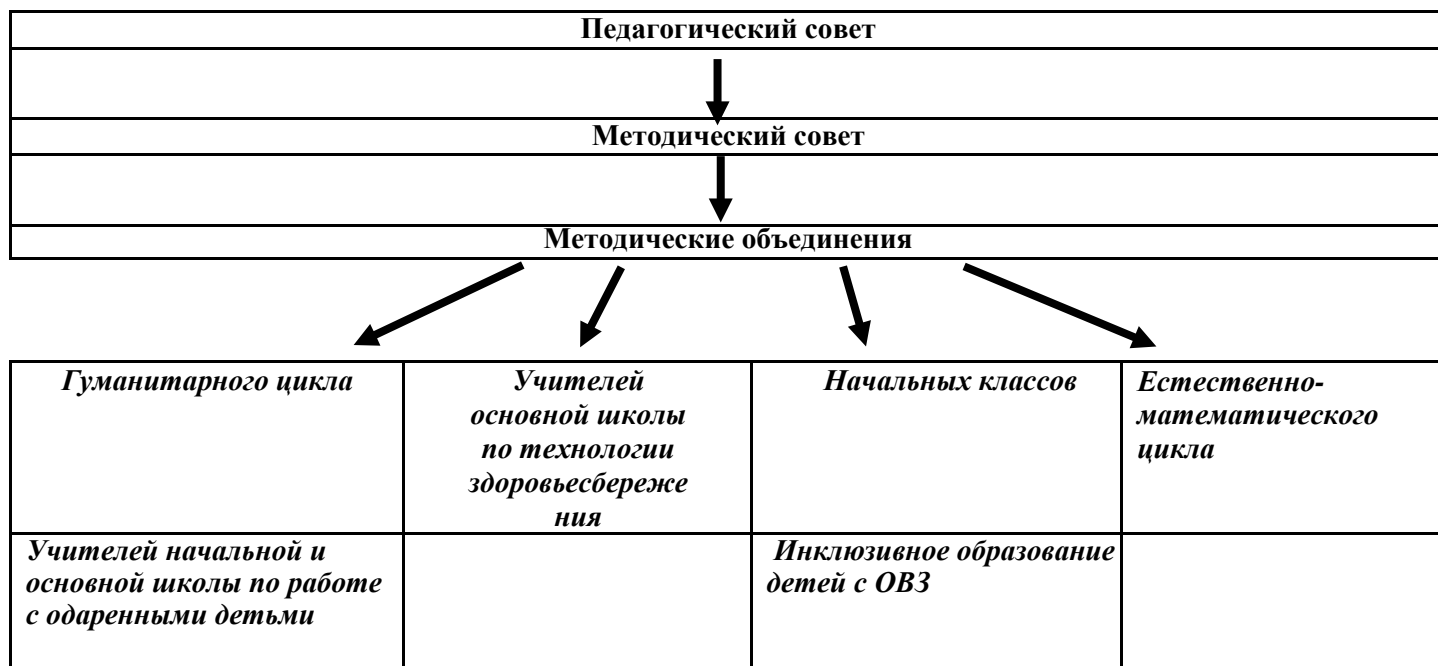 Педагогический совет
Методический совет
Методические объединения
Гуманитарного цикла
Учителей
основной школы
по технологии
здоровьесбереже
ния
Начальных классов
Естественно-
математического
цикла
Учителей начальной и
основной школы по работе
с одаренными детьми
Инклюзивное образование
детей с ОВЗ